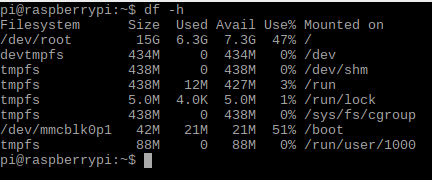 pi@raspberrypi:~$ df -h
Filesystem      Size  Used Avail Use% Mounted on
/dev/root        15G  6.3G  7.3G  47% /
devtmpfs        434M     0  434M   0% /dev
tmpfs           438M     0  438M   0% /dev/shm
tmpfs           438M   12M  427M   3% /run
tmpfs           5.0M  4.0K  5.0M   1% /run/lock
tmpfs           438M     0  438M   0% /sys/fs/cgroup
/dev/mmcblk0p1   42M   21M   21M  51% /boot
tmpfs            88M     0   88M   0% /run/user/1000
pi@raspberrypi:~$